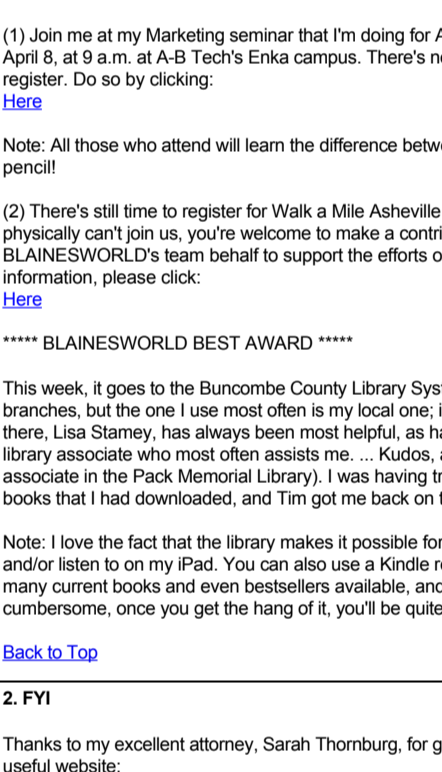 (1) Join me at my Marketing seminar that I'm doing for
April 8, at 9 a.m. at A-B Tech's Enka campus. There's
register. Do so by clicking:
Here
Note: All those who attend will learn the difference
pencil!
(2) There's still time to register for Walk a Mile Asheville
physically can't join us, you're welcome to make a
BLAINESWORLD's team behalf to support the efforts
information, please click:
Here
***** BLAINESWORLD BEST AWARD *****
This week, it goes to the Buncombe County Library
branches, but the one I use most often is my local one;
there, Lisa Stamey, has always been most helpful, as
library associate who most often assists me. ... Kudos,
associate in the Pack Memorial Library). I was having
books that I had downloaded, and Tim got me back on
Note: I love the fact that the library makes it possible for
and/or listen to on my iPad. You can also use a Kindle
many current books and even bestsellers available,
cumbersome, once you get the hang of it, you'll be quite
Back to Top
2. FYI
Thanks to my excellent attorney, Sarah Thornburg, for
useful website: